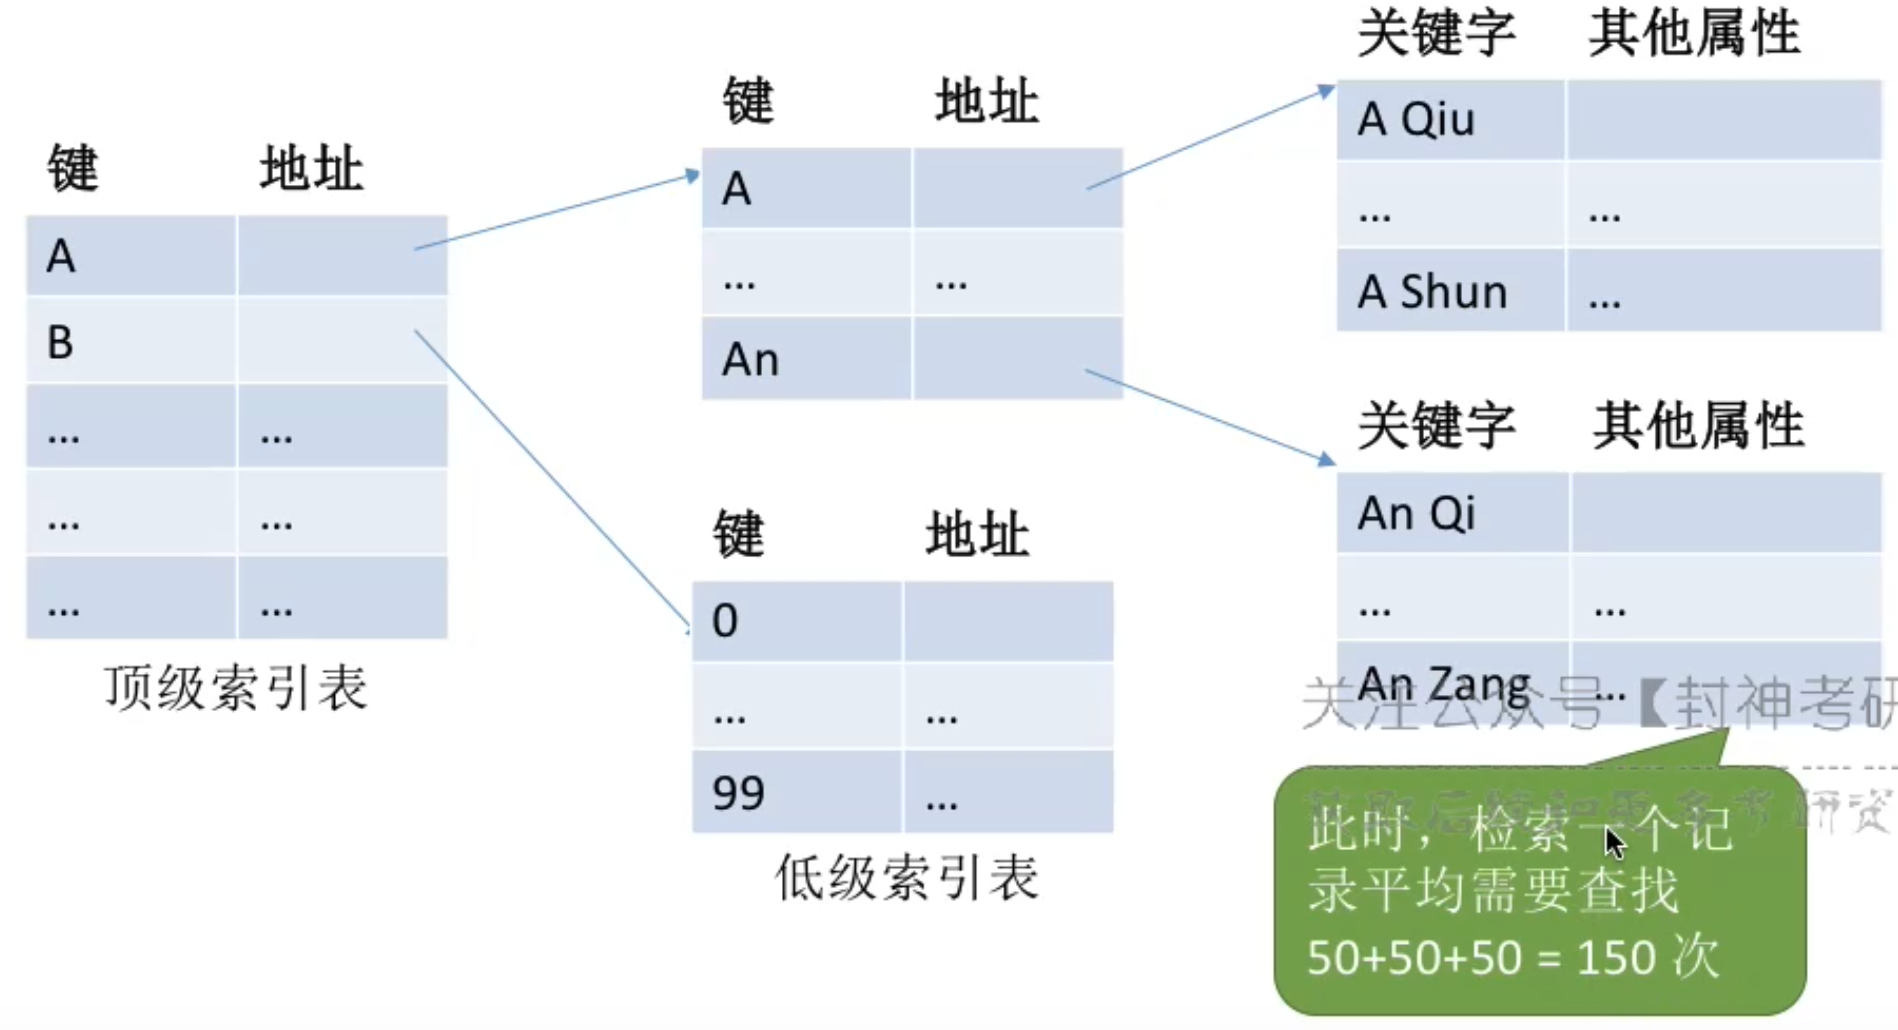 键 地址
A
B
... ...
... ...
... ...
顶级索引表
键 地址
A
... ...
An
键 地址
0
... ...
99 ...
低级索引表
关键字 其他属性
A Qiu
... ...
A Shun ...
关键字 其他属性
An Qi
... ...
An Zang ...
关注公众号【封神考研
此时，检索一个记
录平均需要查找
50+50+50 = 150 次